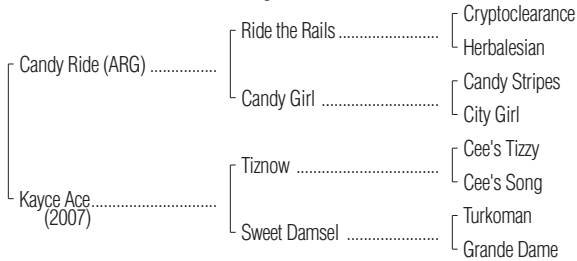 Cryptoclearance
Ride the Rails ....................
Herbalesian
Candy Ride (ARG) ................
Candy Stripes
Candy Girl ........................
City Girl
Cee's Tizzy
Tiznow .............................
Cee's Song
Kayce Ace.......................
(2007)
Turkoman
Sweet Damsel ..................
Grande Dame